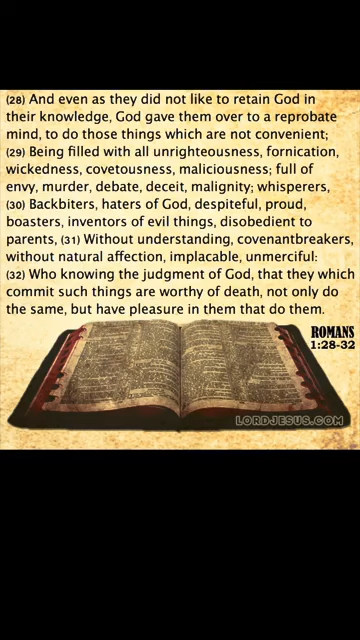 (28) And even as they did not like to retain God in
their knowledge, God gave them over to a reprobate
mind, to do those things which are not convenient;
(29) Being filled with all unrighteousness, fornication,
wickedness, covetousness, maliciousness; full of
envy, murder, debate, deceit, malignity; whisperers,
(30) Backbiters, haters of God, despiteful, proud,
boasters, inventors of evil things, disobedient to
parents, (31) Without understanding, covenantbreakers,
without natural affection, implacable, unmerciful:
(32) Who knowing the judgment of God, that they which
commit such things are worthy of death, not only do
the same, but have pleasure in them that do them.
ROMANS
1:28-32
LORDJESUS.COM